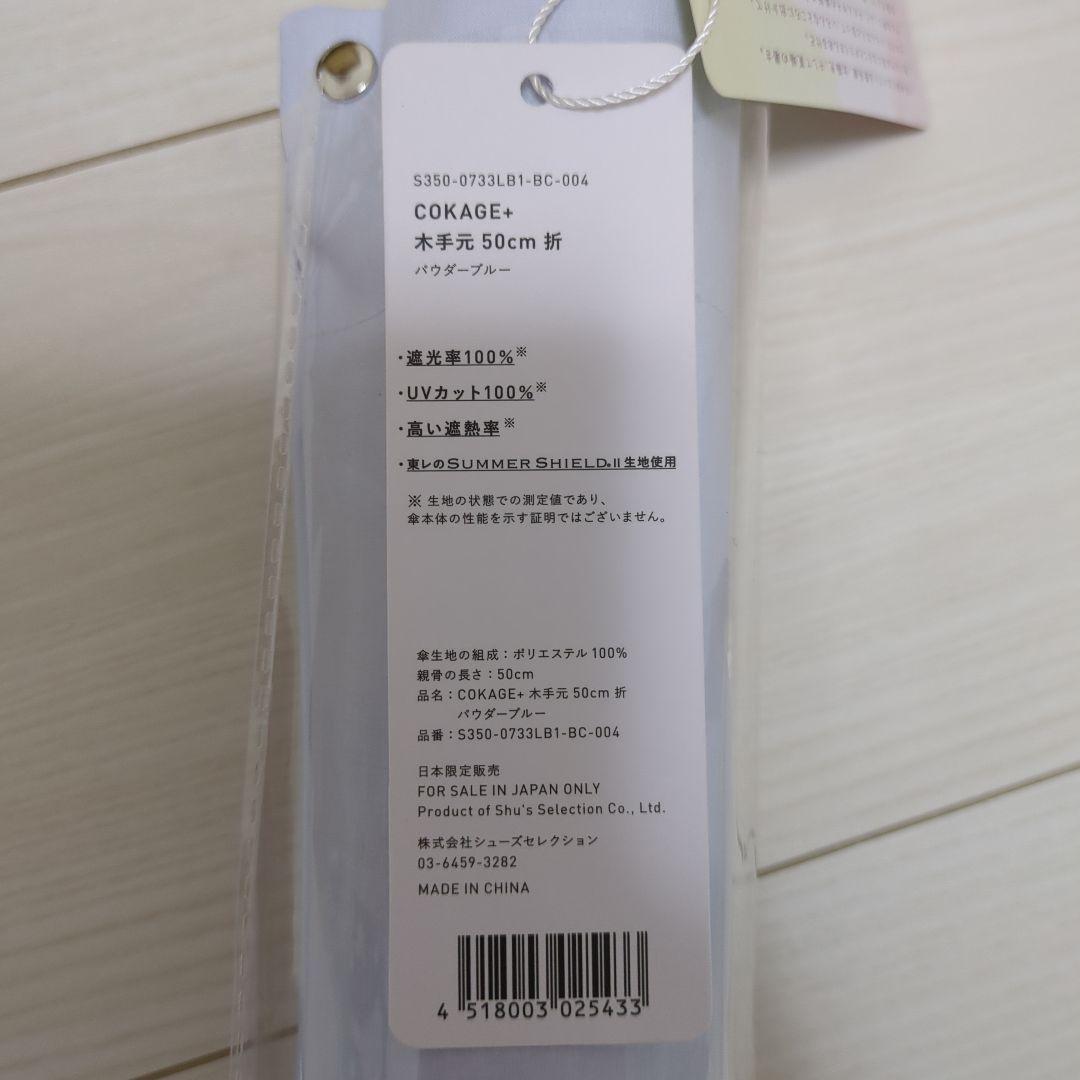 S350-0733LB1-BC-004
COKAGE+
木手元 50cm 折
パウダーブルー
・遮光率100%※
・UVカット100%※
・高い遮熱率※
・東レのSUMMER SHIELD®II生地使用
※ 生地の状態での測定値であり、
傘本体の性能を示す証明ではございません。
傘生地の組成：ポリエステル 100%
親骨の長さ：50cm
品名：COKAGE+ 木手元 50cm 折
パウダーブルー
品番：S350-0733LB1-BC-004
日本限定販売
FOR SALE IN JAPAN ONLY
Product of Shu's Selection Co., Ltd.
株式会社シューズセレクション
03-6459-3282
MADE IN CHINA
4 518003 025433